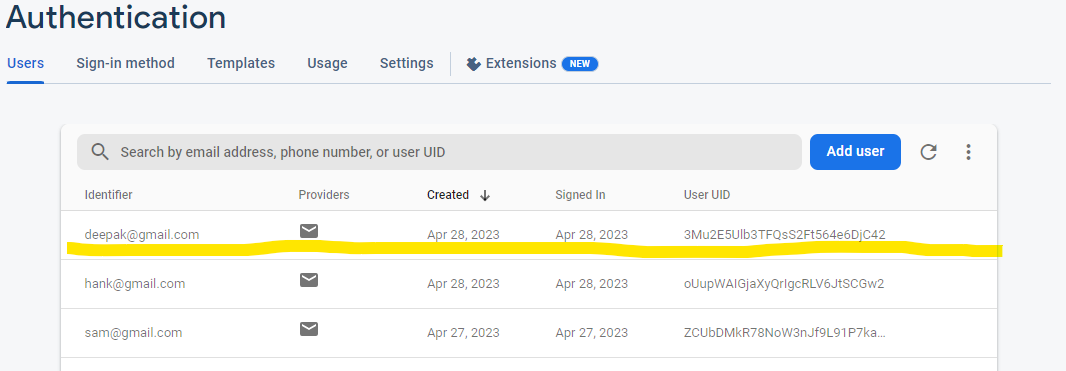 Authentication
Users Sign-in method Templates Usage Settings Extensions NEW
Search by email address, phone number, or user UID Add user
Identifier Providers Created Signed In User UID
deepak@gmail.com Apr 28, 2023 Apr 28, 2023 3Mu2E5Ulb3TFQsS2Ft564e6DjC42
hank@gmail.com Apr 28, 2023 Apr 28, 2023 oUupWAIGjaXyQrIgcRLV6JtSCGw2
sam@gmail.com Apr 27, 2023 Apr 27, 2023 ZCUbDMkR78NoW3nJf9L91P7ka...